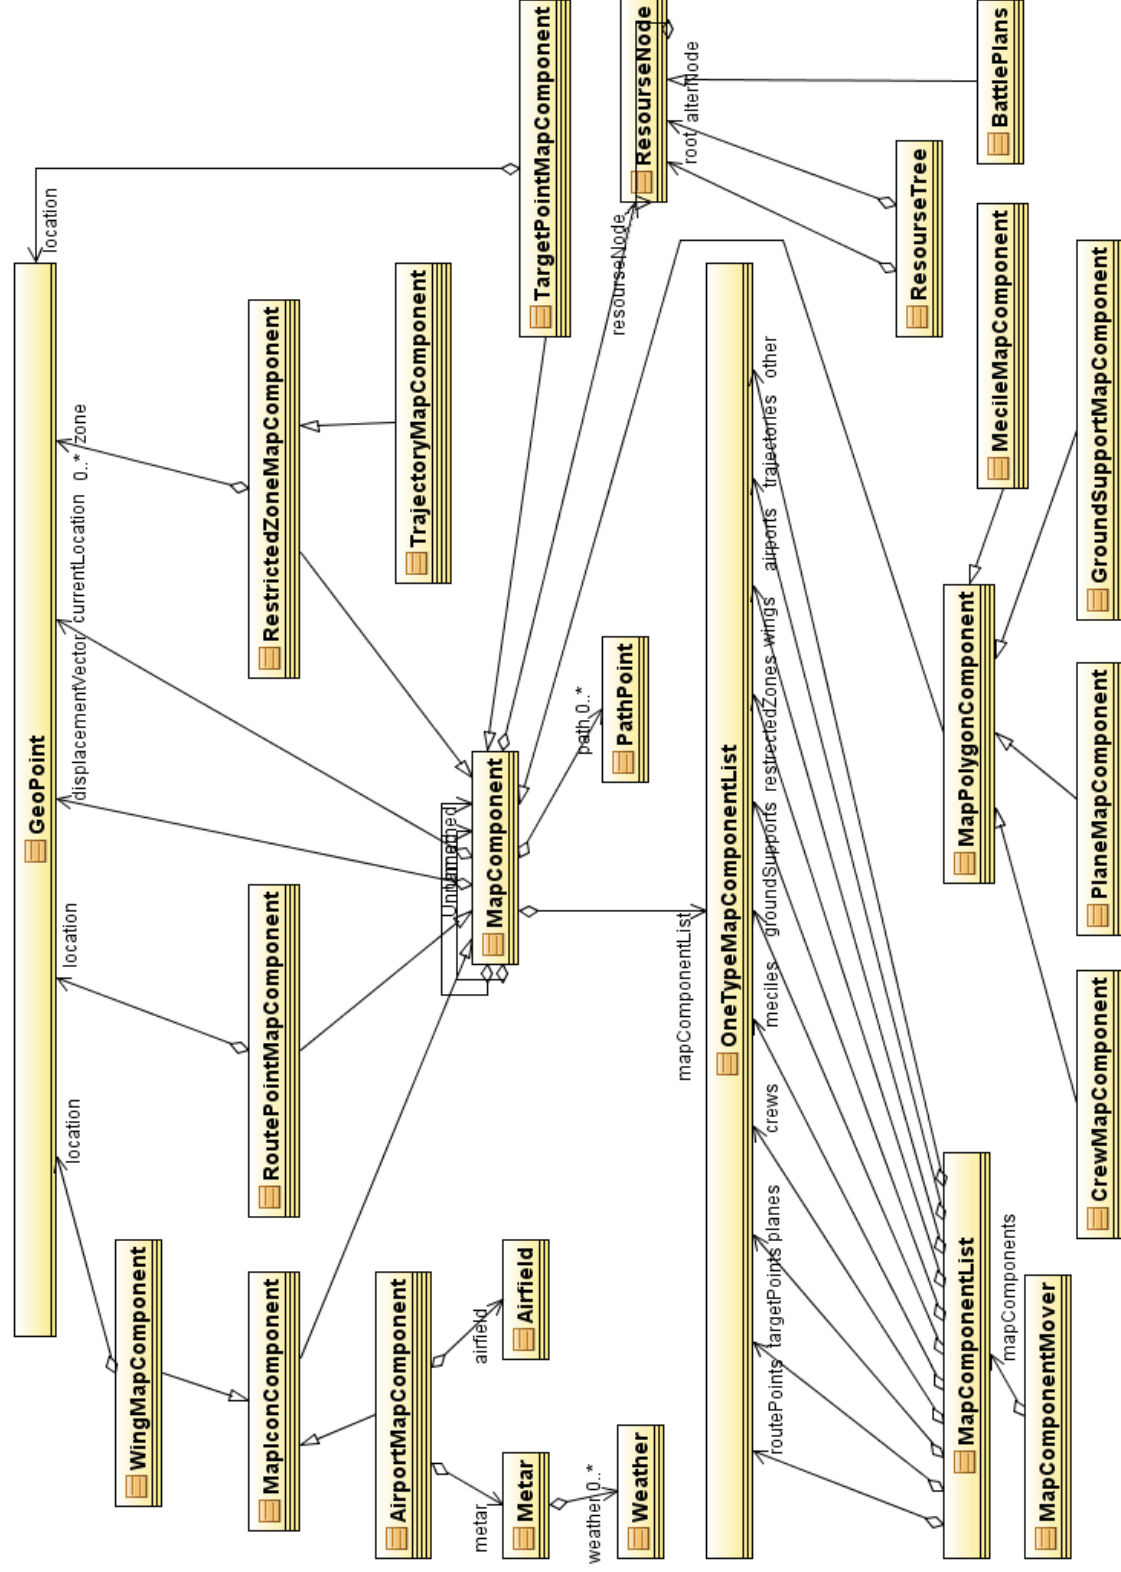 GeoPoint
location
location
location
displacementVector
currentLocation
0..*
zone
WingMapComponent
MapIconComponent
RoutePointMapComponent
RestrictedZoneMapComponent
AirportMapComponent
TrajectoryMapComponent
MapComponent
metar
airfield
Metar
Airfield
TargetPointMapComponent
path 0..*
weather 0..*
PathPoint
resourseNode
Weather
ResourseNode
mapComponentList
root
alterNode
OneTypeMapComponentList
routePoints
targetPoints
planes
crews
meciles
groundSupports
restrectedZones
wings
airports
trajectories
other
ResourseTree
MapComponentList
MapPolygonComponent
MecileMapComponent
BattlePlans
mapComponents
MapComponentMover
CrewMapComponent
PlaneMapComponent
GroundSupportMapComponent